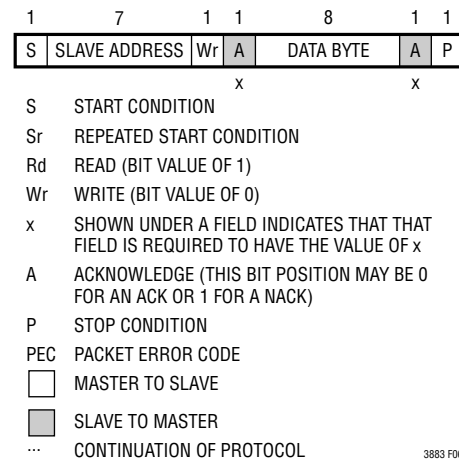 1 7 1 1 8 1 1
S SLAVE ADDRESS Wr A DATA BYTE A P
x x
S START CONDITION
Sr REPEATED START CONDITION
Rd READ (BIT VALUE OF 1)
Wr WRITE (BIT VALUE OF 0)
x SHOWN UNDER A FIELD INDICATES THAT THAT
FIELD IS REQUIRED TO HAVE THE VALUE OF x
A ACKNOWLEDGE (THIS BIT POSITION MAY BE 0
FOR AN ACK OR 1 FOR A NACK)
P STOP CONDITION
PEC PACKET ERROR CODE
MASTER TO SLAVE
SLAVE TO MASTER
... CONTINUATION OF PROTOCOL
3883